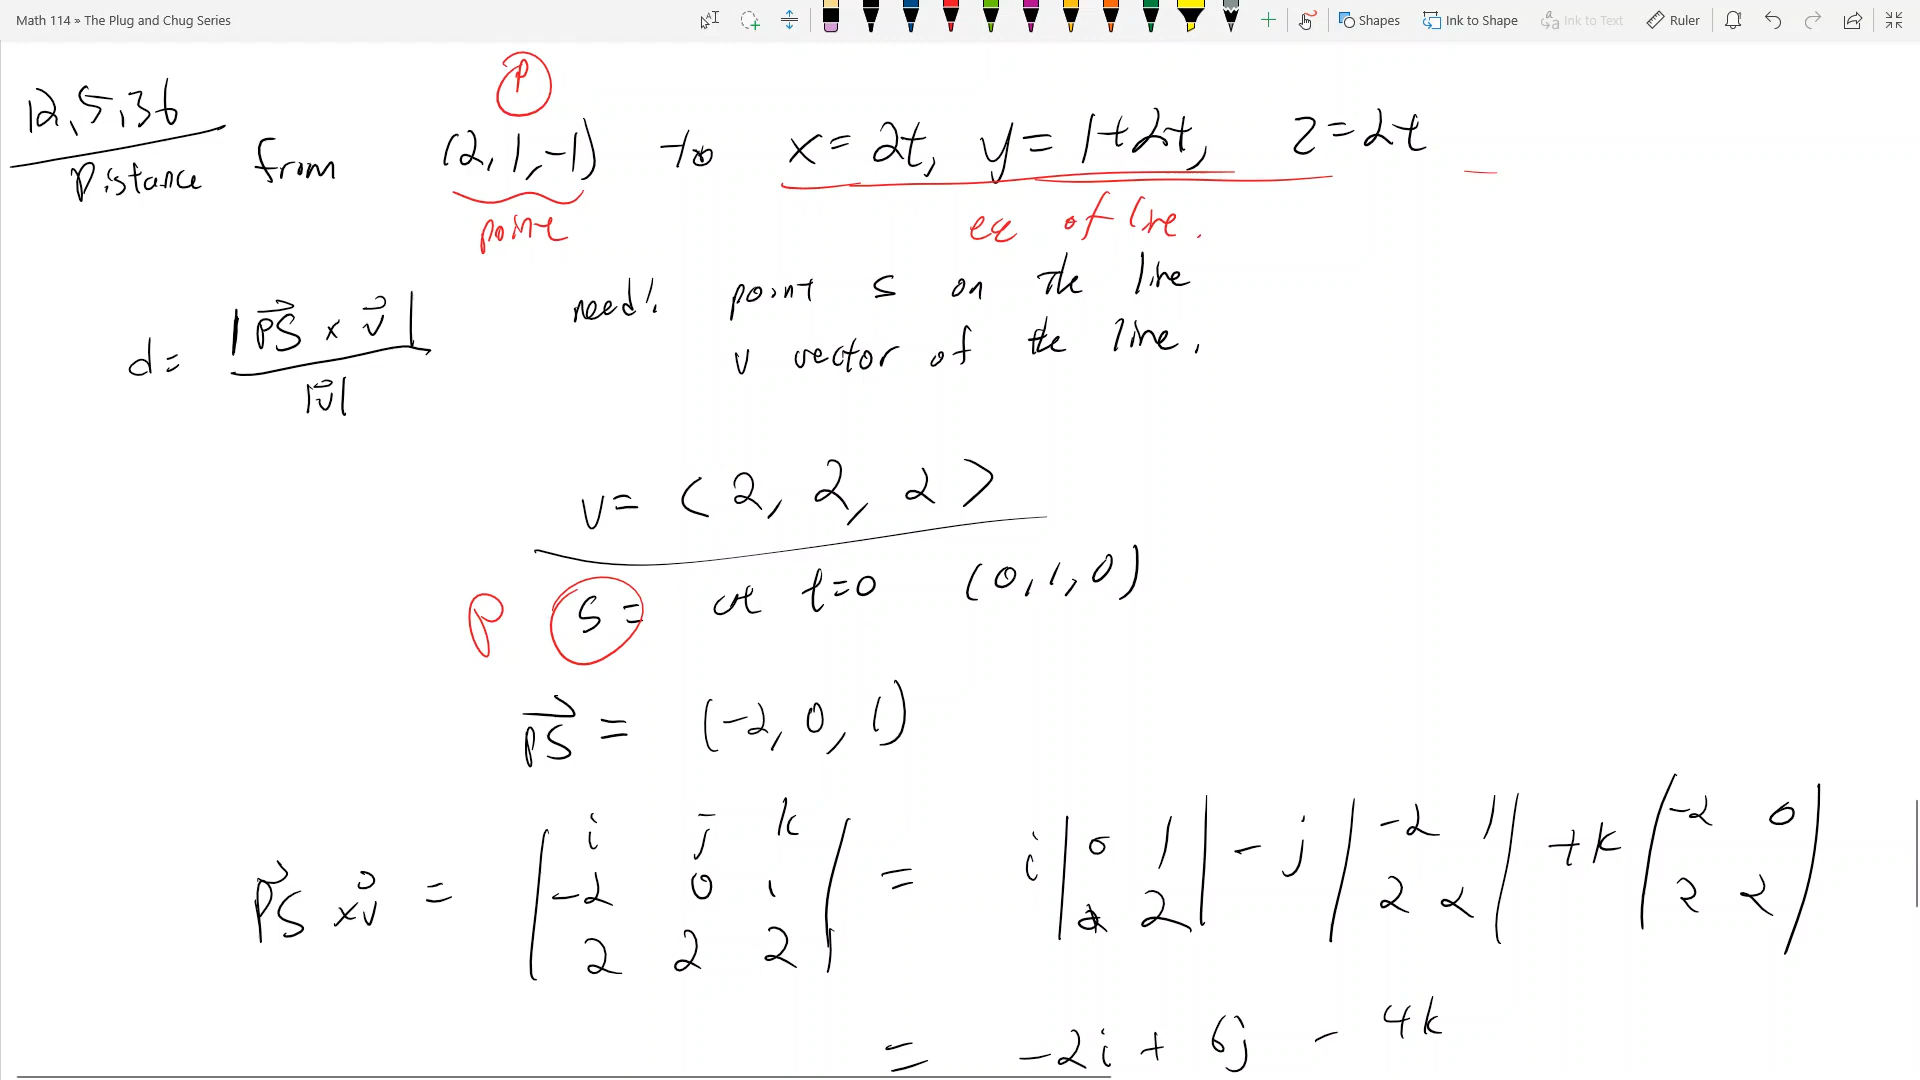 Math 114 » The Plug and Chug Series
Shapes Ink to Shape Ink to Text Ruler
12.5.36
Distance from (2, 1, -1) to x = 2t, y = 1+2t, z = 2t
P
point
eq of line.
d = |PS × v| / |v|
need: point S on the line
v vector of the line.
v = < 2, 2, 2 >
P S = at t=0 (0, 1, 0)
PS = (-2, 0, 1)
PS × v = | i j k | = i | 0 1 | - j | -2 1 | + k | -2 0 |
| -2 0 1 | | 2 2 | | 2 2 | | 2 2 |
| 2 2 2 |
= -2i + 6j - 4k